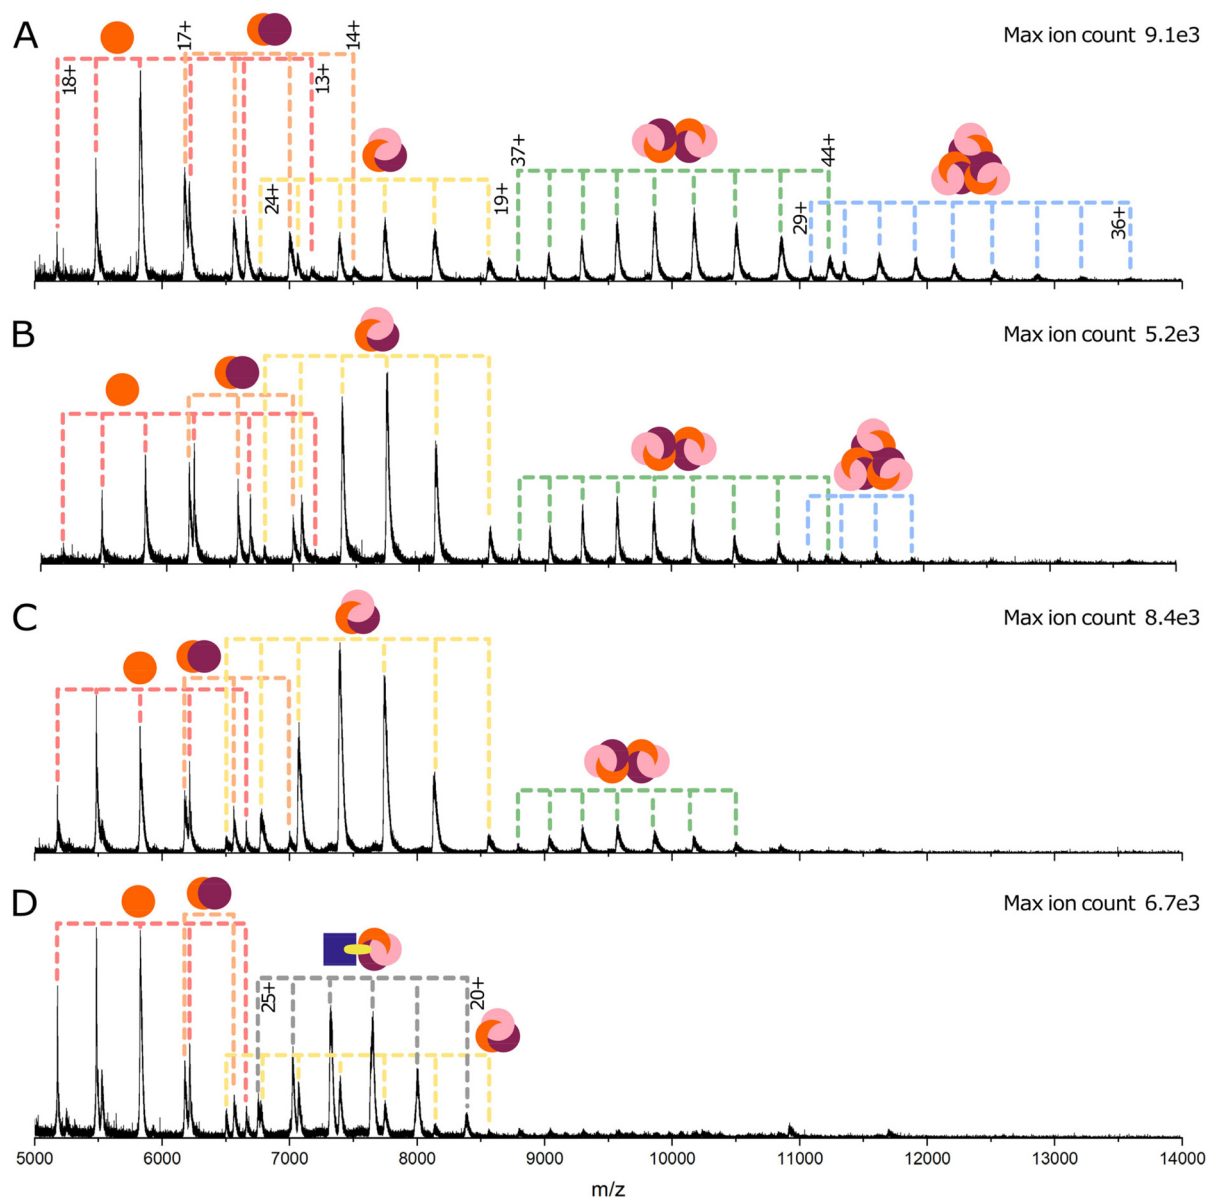 A
Max ion count 9.1e3
18+
17+
14+
13+
24+
19+
37+
44+
29+
36+
B
Max ion count 5.2e3
C
Max ion count 8.4e3
D
Max ion count 6.7e3
25+
20+
5000 6000 7000 8000 9000 10000 11000 12000 13000 14000
m/z